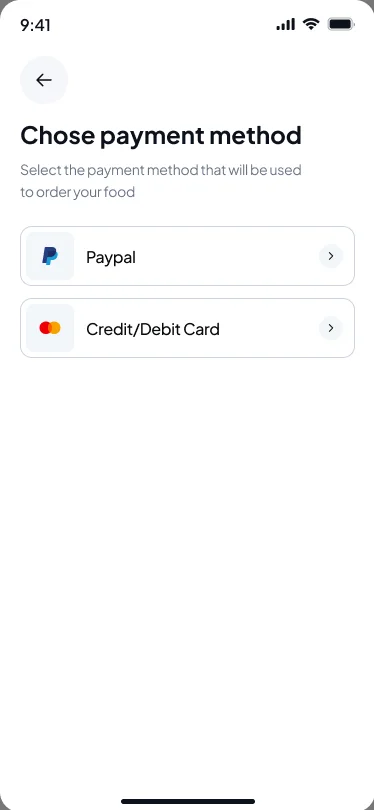 9:41
Chose payment method
Select the payment method that will be used
to order your food
Paypal
Credit/Debit Card